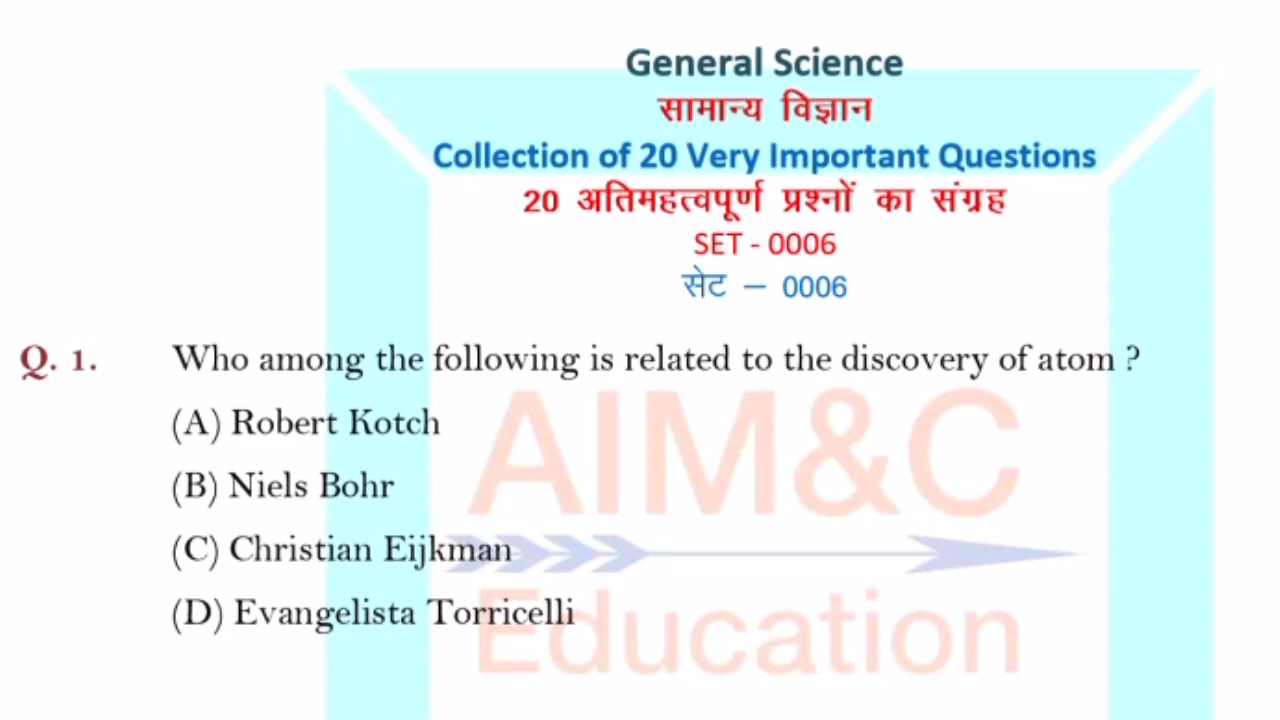 General Science
सामान्य विज्ञान
Collection of 20 Very Important Questions
20 अतिमहत्वपूर्ण प्रश्नों का संग्रह
SET - 0006
सेट – 0006
Q. 1. Who among the following is related to the discovery of atom ?
(A) Robert Kotch
(B) Niels Bohr
(C) Christian Eijkman
(D) Evangelista Torricelli
AIM&C
Education